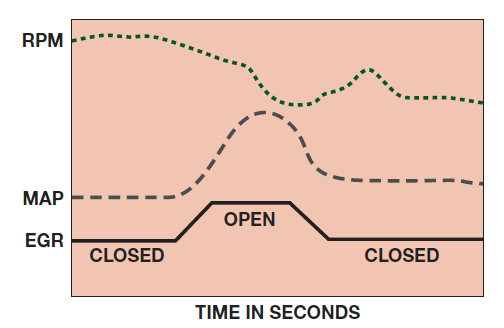 RPM
MAP
OPEN
EGR
CLOSED
CLOSED
TIME IN SECONDS